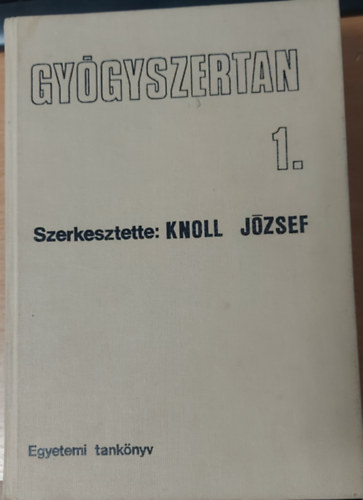 GYÓGYSZERTAN
1.
Szerkesztette: KNOLL JÓZSEF
Egyetemi tankönyv